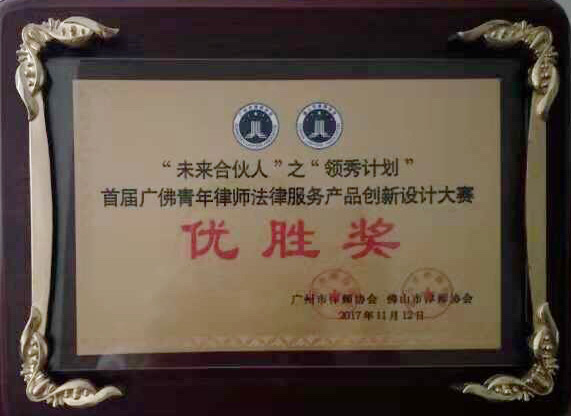 “未来合伙人”之“领秀计划”
首届广佛青年律师法律服务产品创新设计大赛
优胜奖
广州市律师协会 佛山市律师协会
2017年11月12日